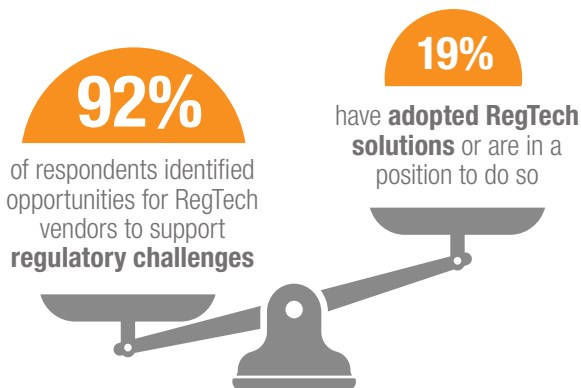 92%
of respondents identified
opportunities for RegTech
vendors to support
regulatory challenges
19%
have adopted RegTech
solutions or are in a
position to do so